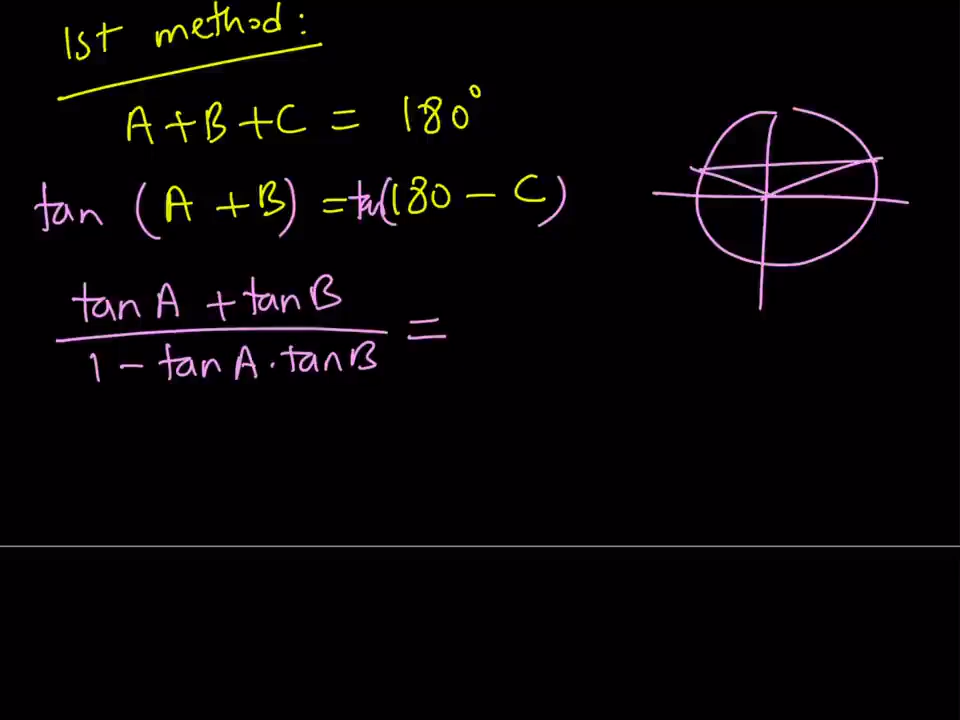 1st method:
A + B + C = 180°
tan (A + B) = tan(180 - C)
tan A + tan B
1 - tan A · tan B =